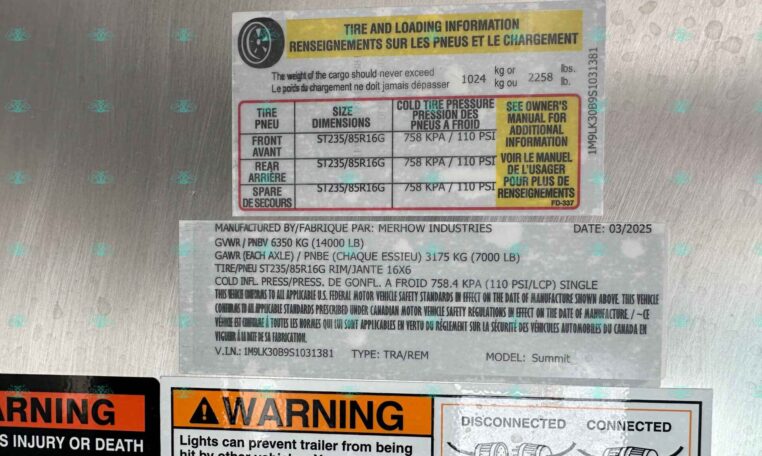 TIRE AND LOADING INFORMATION
RENSEIGNEMENTS SUR LES PNEUS ET LE CHARGEMENT
The weight of the cargo should never exceed 1024 kg or 2258 lbs.
Le poids du chargement ne doit jamais dépasser kg ou lb.
TIRE PNEU
SIZE DIMENSIONS
COLD TIRE PRESSURE
PRESSION DES
PNEUS A FROID
FRONT AVANT ST235/85R16G 758 KPA / 110 PSI
REAR ARRIÈRE ST235/85R16G 758 KPA / 110 PSI
SPARE DE SECOURS ST235/85R16G 758 KPA / 110 PSI
SEE OWNER'S
MANUAL FOR
ADDITIONAL
INFORMATION
VOIR LE MANUEL
DE L'USAGER
POUR PLUS DE
RENSEIGNEMENTS
FD-337
1M9LK30B9S1031381
MANUFACTURED BY/FABRIQUE PAR: MERHOW INDUSTRIES DATE: 03/2025
GVWR / PNBV 6350 KG (14000 LB)
GAWR (EACH AXLE) / PNBE (CHAQUE ESSIEU) 3175 KG (7000 LB)
TIRE/PNEU ST235/85R16G RIM/JANTE 16X6
COLD INFL. PRESS/PRESS. DE GONFL. A FROID 758.4 KPA (110 PSI/LCP) SINGLE
THIS VEHICLE CONFORMS TO ALL APPLICABLE U.S. FEDERAL MOTOR VEHICLE SAFETY STANDARDS IN EFFECT ON THE DATE OF MANUFACTURE SHOWN ABOVE. THIS VEHICLE
CONFORMS TO ALL APPLICABLE STANDARDS PRESCRIBED UNDER CANADIAN MOTOR VEHICLE SAFETY REGULATIONS IN EFFECT ON THE DATE OF MANUFACTURE. / ~CE
VÉHICULE EST CONFORME À TOUTES LES NORMES QUI LUI SONT APPLICABLES EN VERTU DU RÈGLEMENT SUR LA SÉCURITÉ DES VÉHICULES AUTOMOBILES DU CANADA EN
VIGUEUR À LA DATE DE SA FABRICATION.
V.I.N.: 1M9LK30B9S1031381 TYPE: TRA/REM MODEL: Summit
ARNING
S INJURY OR DEATH
WARNING
Lights can prevent trailer from being
hit by other
DISCONNECTED CONNECTED